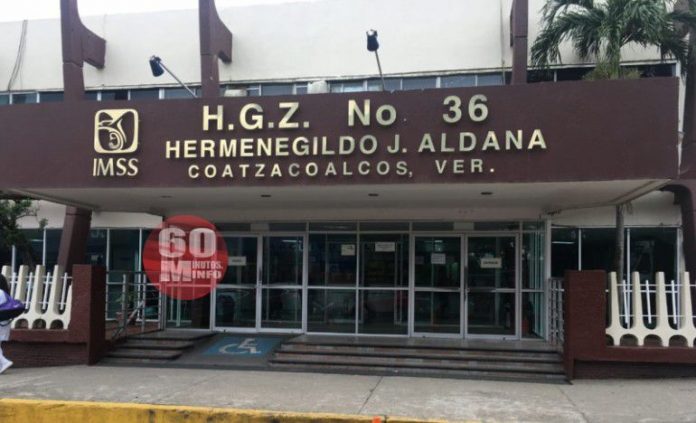 H.G.Z. No 36
HERMENEGILDO J. ALDANA
COATZACOALCOS, VER.
IMSS
60
MINUTOS.
INFO